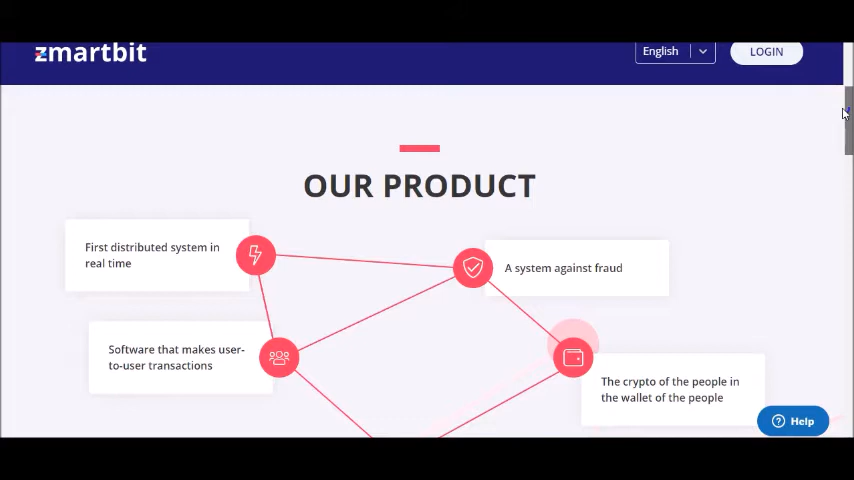 zmartbit
English
LOGIN
OUR PRODUCT
First distributed system in
real time
A system against fraud
Software that makes user-
to-user transactions
The crypto of the people in
the wallet of the people
Help